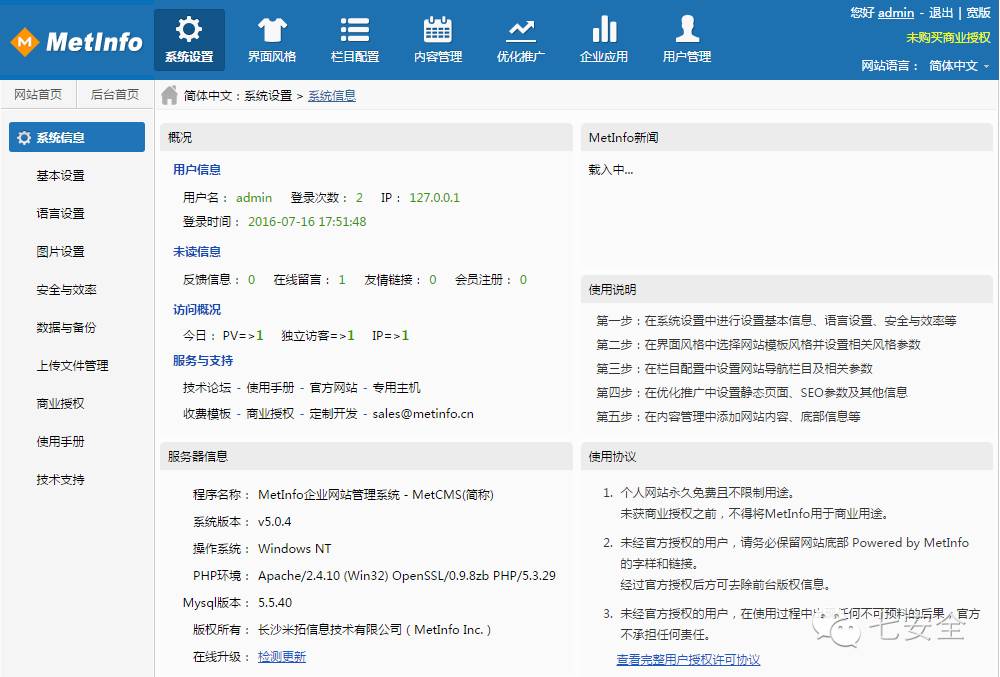 MetInfo
系统设置
界面风格
栏目配置
内容管理
优化推广
企业应用
用户管理
您好 admin - 退出 | 宽版
未购买商业授权
网站语言： 简体中文
网站首页
后台首页
简体中文：系统设置 > 系统信息
系统信息
基本设置
语言设置
图片设置
安全与效率
数据与备份
上传文件管理
商业授权
使用手册
技术支持
概况
用户信息
用户名： admin 登录次数： 2 IP： 127.0.0.1
登录时间： 2016-07-16 17:51:48
未读信息
反馈信息： 0 在线留言： 1 友情链接： 0 会员注册： 0
访问概况
今日： PV=>1 独立访客=>1 IP=>1
服务与支持
技术论坛 - 使用手册 - 官方网站 - 专用主机
收费模板 - 商业授权 - 定制开发 - sales@metinfo.cn
服务器信息
程序名称： MetInfo企业网站管理系统 - MetCMS(简称)
系统版本： v5.0.4
操作系统： Windows NT
PHP环境： Apache/2.4.10 (Win32) OpenSSL/0.9.8zb PHP/5.3.29
Mysql版本： 5.5.40
版权所有： 长沙米拓信息技术有限公司 ( MetInfo Inc. )
在线升级： 检测更新
MetInfo新闻
载入中...
使用说明
第一步：在系统设置中进行设置基本信息、语言设置、安全与效率等
第二步：在界面风格中选择网站模板风格并设置相关风格参数
第三步：在栏目配置中设置网站导航栏目及相关参数
第四步：在优化推广中设置静态页面、SEO参数及其他信息
第五步：在内容管理中添加网站内容、底部信息等
使用协议
1. 个人网站永久免费且不限制用途。
未获商业授权之前，不得将MetInfo用于商业用途。
2. 未经官方授权的用户，请务必保留网站底部 Powered by MetInfo
的字样和链接。
经过官方授权后方可去除前台版权信息。
3. 未经官方授权的用户，在使用过程中出现任何不可预料的后果，官方
不承担任何责任。
查看完整用户授权许可协议
七安全